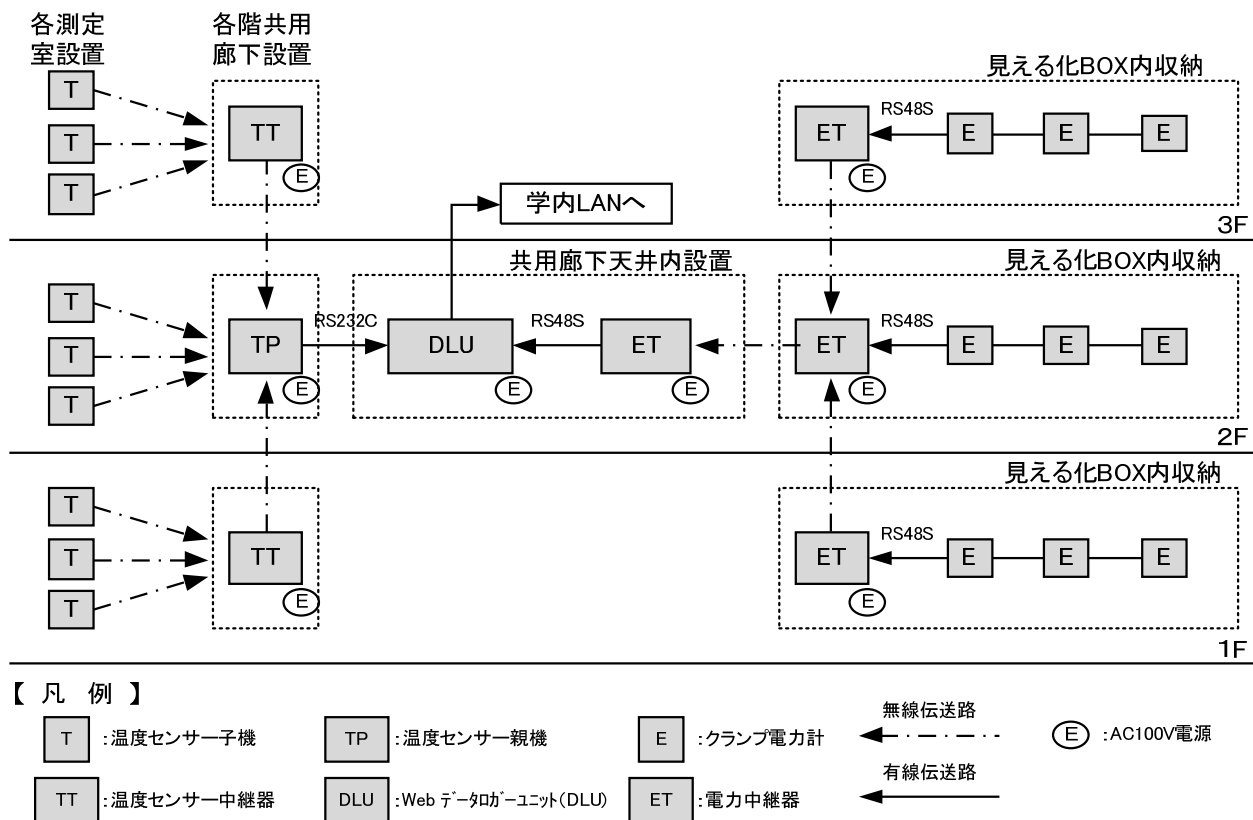 各測定
室設置
各階共用
廊下設置
見える化BOX内収納
T
T
T
TT
E
ET
E
RS48S
E
E
E
学内LANへ
3F
共用廊下天井内設置
見える化BOX内収納
T
T
T
TP
E
RS232C
DLU
E
RS48S
ET
E
ET
E
RS48S
E
E
E
2F
見える化BOX内収納
T
T
T
TT
E
ET
E
RS48S
E
E
E
1F
【 凡 例 】
T :温度センサー子機
TP :温度センサー親機
E :クランプ電力計
無線伝送路
E :AC100V電源
TT :温度センサー中継器
DLU :Web データロガーユニット(DLU)
ET :電力中継器
有線伝送路